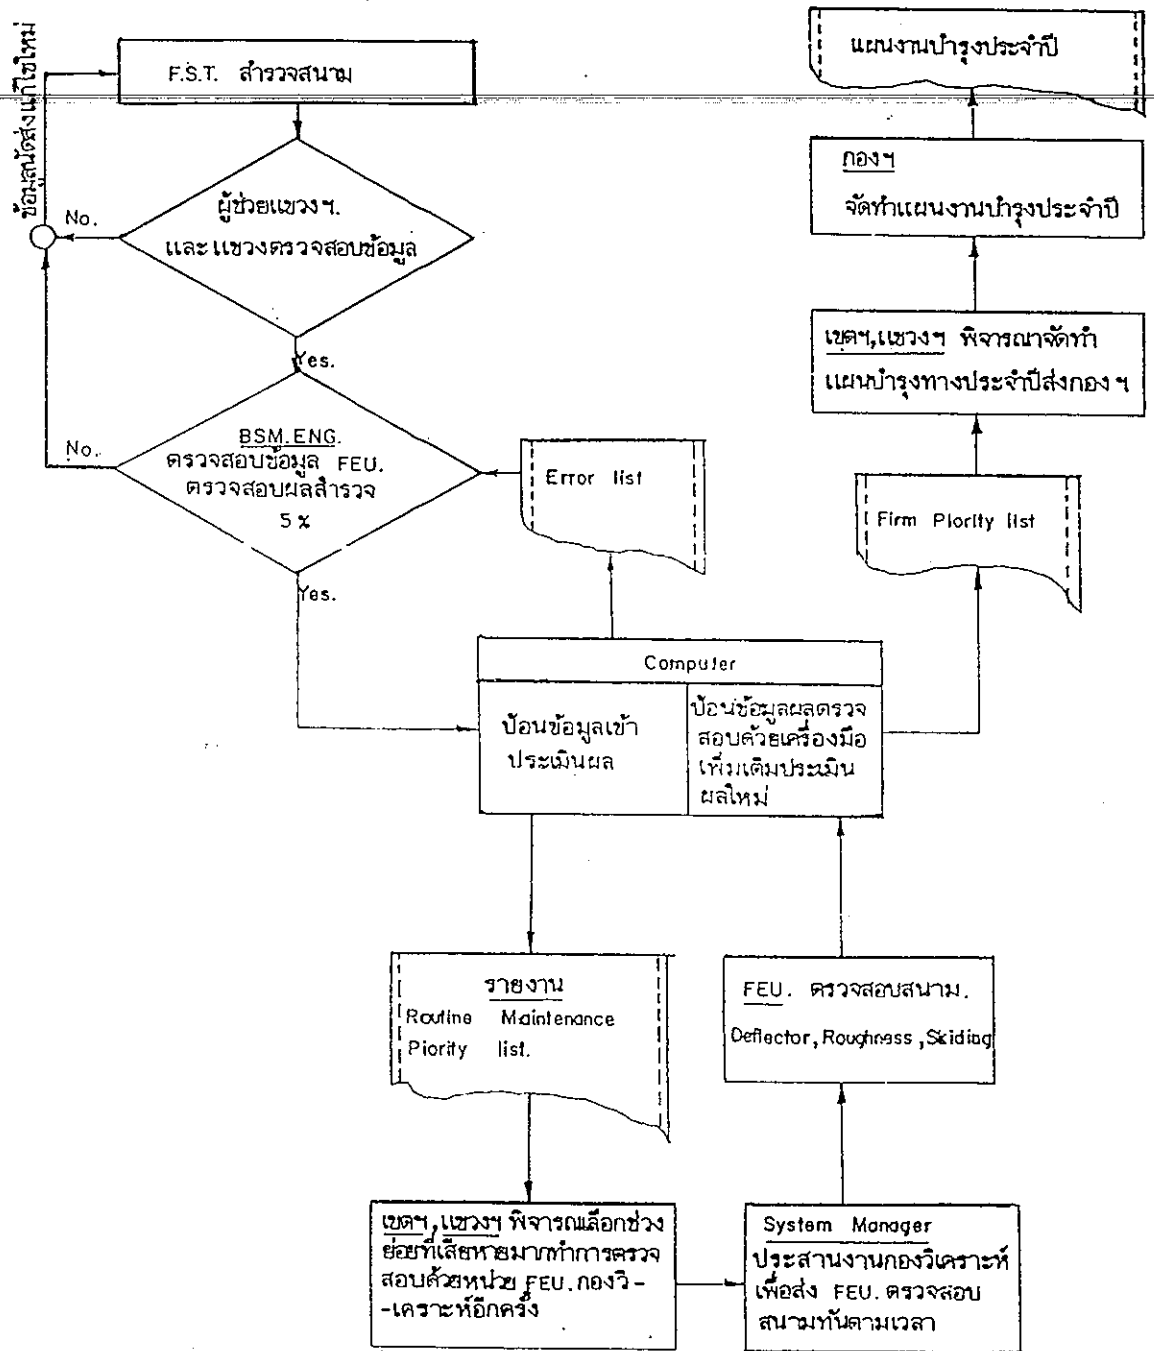 ข้อมูลผิดส่งแก้ไขใหม่
F.S.T. สำรวจสนาม
No.
ผู้ช่วยแขวงฯ.
และแขวงตรวจสอบข้อมูล
Yes.
No.
BSM.ENG.
ตรวจสอบข้อมูล FEU.
ตรวจสอบผลสำรวจ
5 %
Yes.
Error list
Computer
ป้อนข้อมูลเข้า
ประเมินผล
ป้อนข้อมูลผลตรวจ
สอบด้วยเครื่องมือ
เพิ่มเติมประเมิน
ผลใหม่
รายงาน
Routine Maintenance
Piority list.
เขตฯ,แขวงฯ พิจารณเลือกช่วง
ย่อยที่เสียหายมากทำการตรวจ
สอบด้วยหน่วย FEU. กองวิ-
-เคราะห์อีกครั้ง
System Manager
ประสานงานกองวิเคราะห์
เพื่อส่ง FEU. ตรวจสอบ
สนามทันตามเวลา
FEU. ตรวจสอบสนาม.
Deflector, Roughness, Skiding
Firm Piority list
เขตฯ,แขวงฯ พิจารณาจัดทำ
แผนบำรุงทางประจำปีส่งกองฯ
กองฯ
จัดทำแผนงานบำรุงประจำปี
แผนงานบำรุงประจำปี